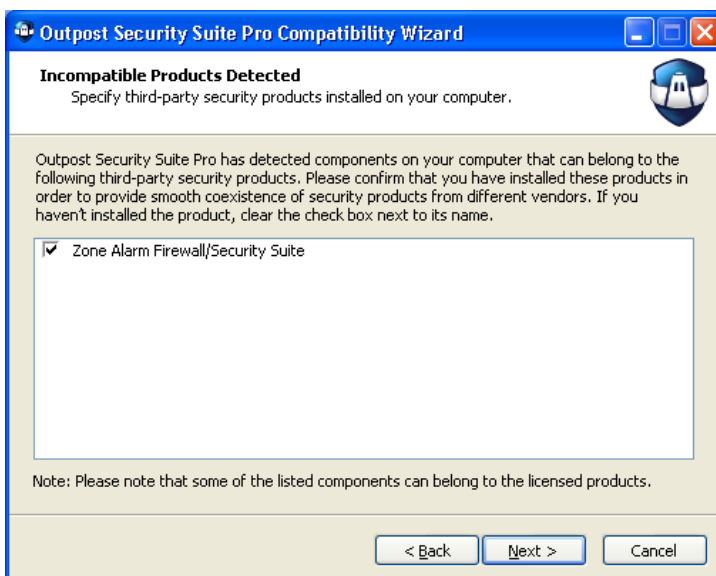 Outpost Security Suite Pro Compatibility Wizard
Incompatible Products Detected
Specify third-party security products installed on your computer.
Outpost Security Suite Pro has detected components on your computer that can belong to the
following third-party security products. Please confirm that you have installed these products in
order to provide smooth coexistence of security products from different vendors. If you
haven't installed the product, clear the check box next to its name.
Zone Alarm Firewall/Security Suite
Note: Please note that some of the listed components can belong to the licensed products.
< Back
Next >
Cancel